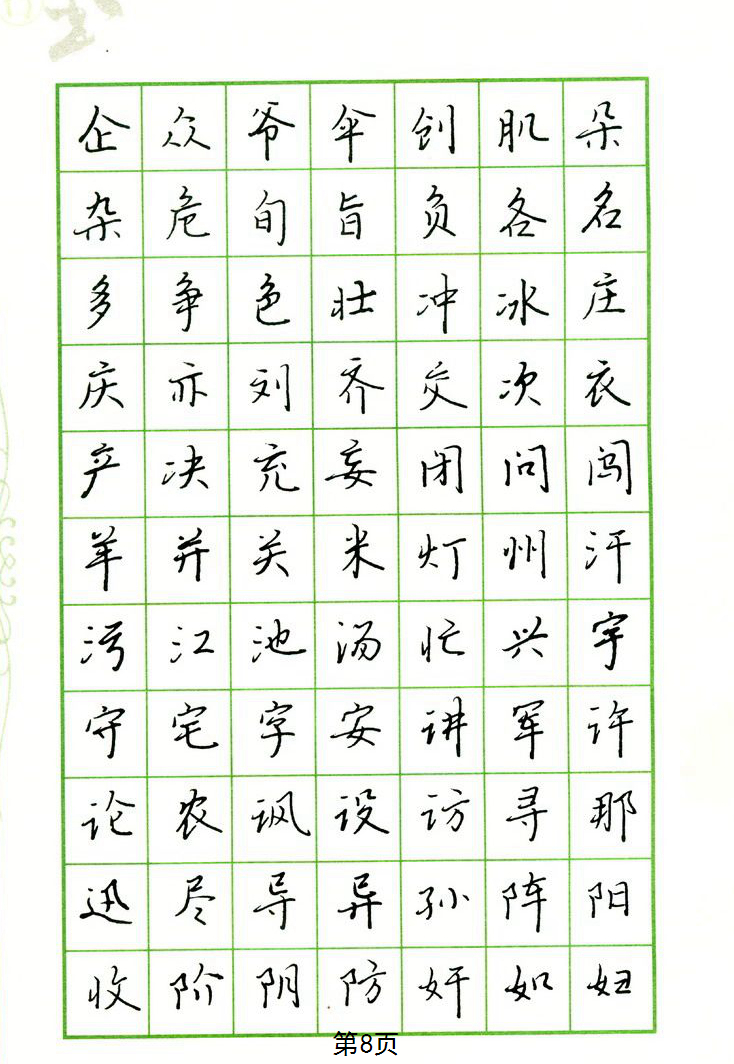 企众爷伞创肌朵
杂危旬旨负各名
多争色壮冲冰庄
庆亦刘齐交次衣
产决充妄闭问闯
羊并关米灯州汗
污江池汤忙兴宇
守宅字安讲军许
论农讽设访寻那
迅尽导异孙阵阳
收阶阴防奸如妇
第8页